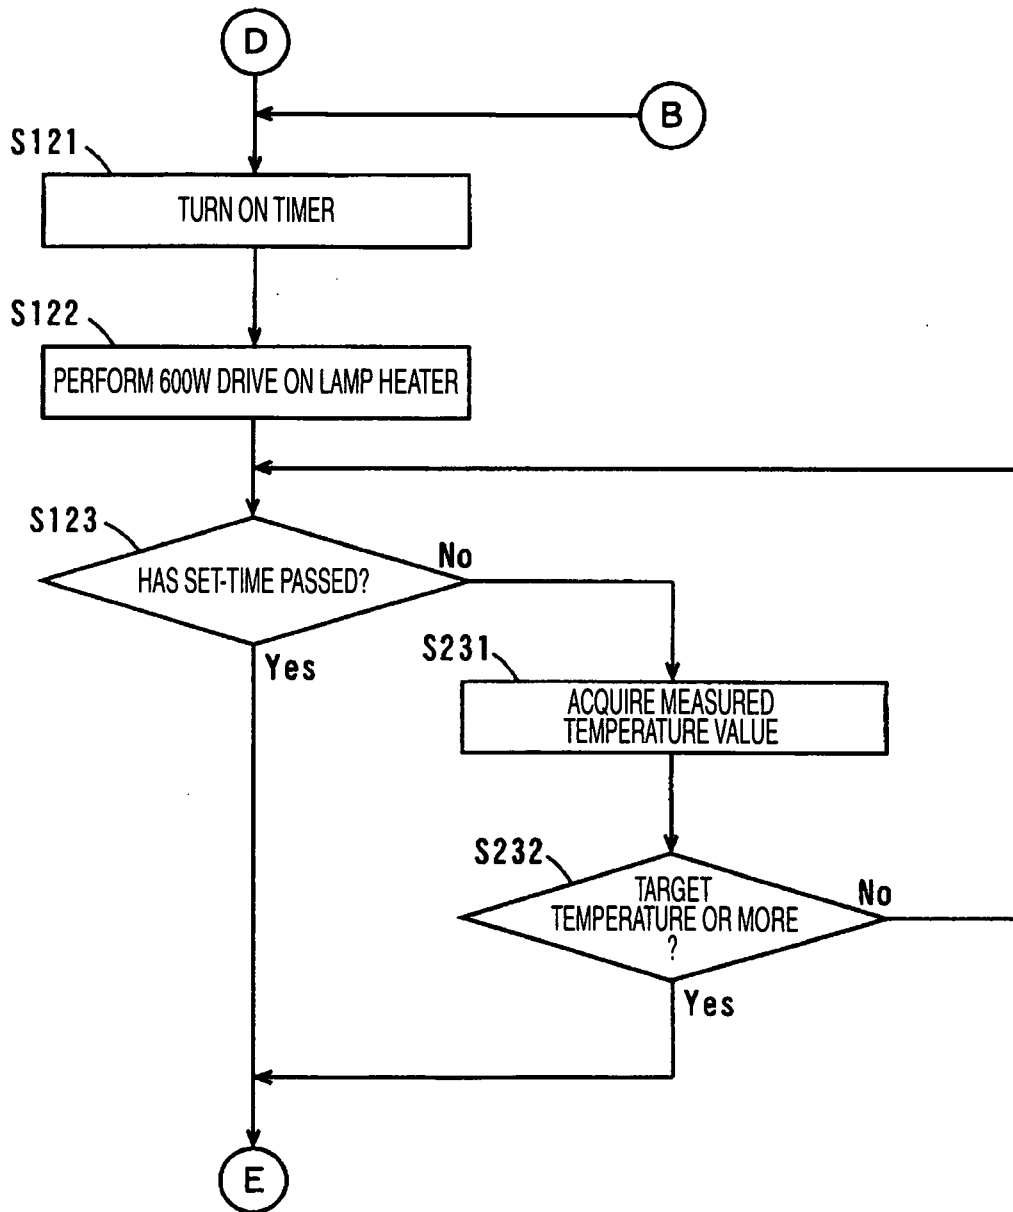 D
B
S121
TURN ON TIMER
S122
PERFORM 600W DRIVE ON LAMP HEATER
S123
HAS SET-TIME PASSED?
No
Yes
S231
ACQUIRE MEASURED
TEMPERATURE VALUE
S232
TARGET
TEMPERATURE OR MORE
?
No
Yes
E